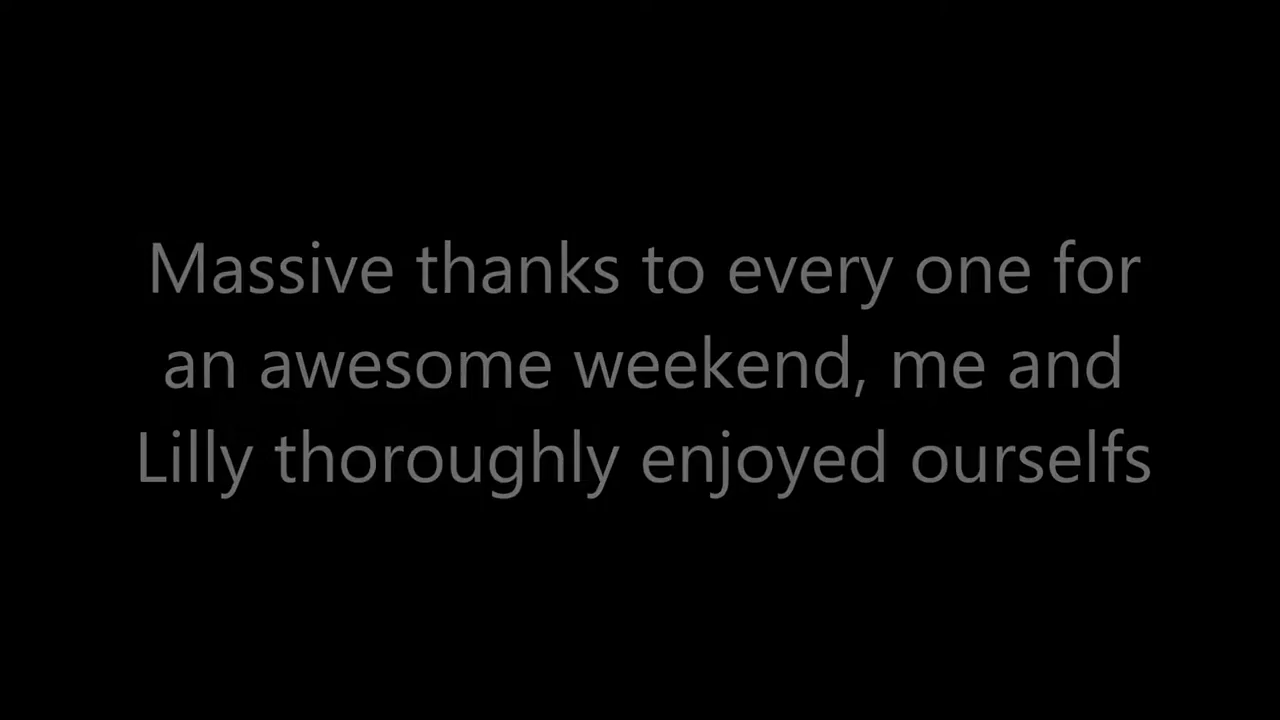 Massive thanks to every one for
an awesome weekend, me and
Lilly thoroughly enjoyed ourselfs